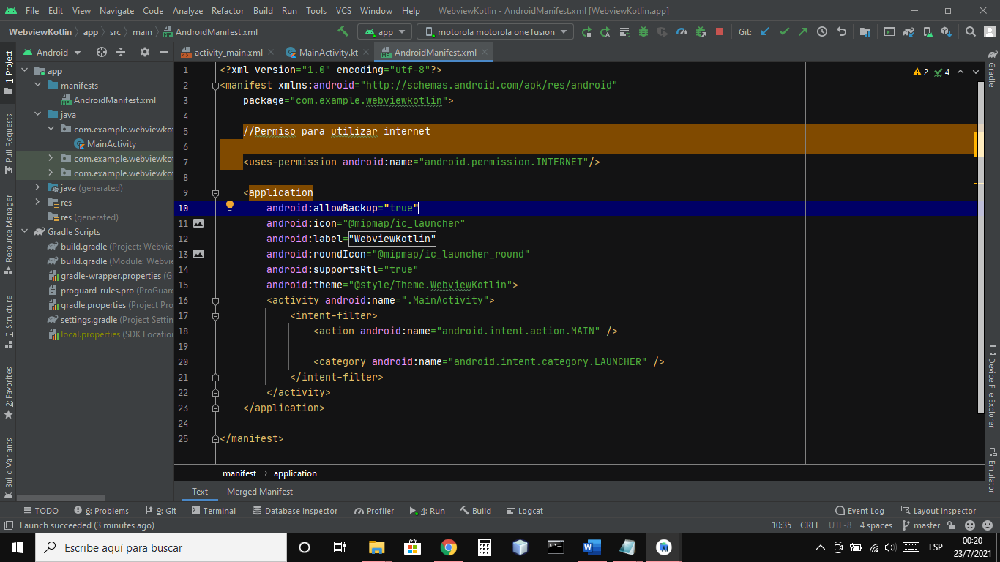 File Edit View Navigate Code Analyze Refactor Build Run Tools VCS Window Help WebviewKotlin - AndroidManifest.xml [WebviewKotlin.app]
WebviewKotlin app src main AndroidManifest.xml app motorola motorola one fusion Git:
Android activity_main.xml MainActivity.kt AndroidManifest.xml
1: Project
Pull Requests
Resource Manager
7: Structure
2: Favorites
Build Variants
app
manifests
AndroidManifest.xml
java
com.example.webviewkot
MainActivity
com.example.webviewkot
com.example.webviewkot
java (generated)
res
res (generated)
Gradle Scripts
build.gradle (Project: Webview
build.gradle (Module: Webview
gradle-wrapper.properties (Gr
proguard-rules.pro (ProGuard
gradle.properties (Project Pro
settings.gradle (Project Settin
local.properties (SDK Location
2 4
1 <?xml version="1.0" encoding="utf-8"?>
2 <manifest xmlns:android="http://schemas.android.com/apk/res/android"
3 package="com.example.webviewkotlin">
4
5 //Permiso para utilizar internet
6
7 <uses-permission android:name="android.permission.INTERNET"/>
8
9 <application
10 android:allowBackup="true"
11 android:icon="@mipmap/ic_launcher"
12 android:label="WebviewKotlin"
13 android:roundIcon="@mipmap/ic_launcher_round"
14 android:supportsRtl="true"
15 android:theme="@style/Theme.WebviewKotlin">
16 <activity android:name=".MainActivity">
17 <intent-filter>
18 <action android:name="android.intent.action.MAIN" />
19
20 <category android:name="android.intent.category.LAUNCHER" />
21 </intent-filter>
22 </activity>
23 </application>
24
25 </manifest>
Gradle
Device File Explorer
Emulator
manifest application
Text Merged Manifest
TODO 6: Problems 9: Git Terminal Database Inspector Profiler 4: Run Build Logcat Event Log Layout Inspector
Launch succeeded (3 minutes ago) 10:35 CRLF UTF-8 4 spaces master
Escribe aquí para buscar
ESP
00:20
23/7/2021